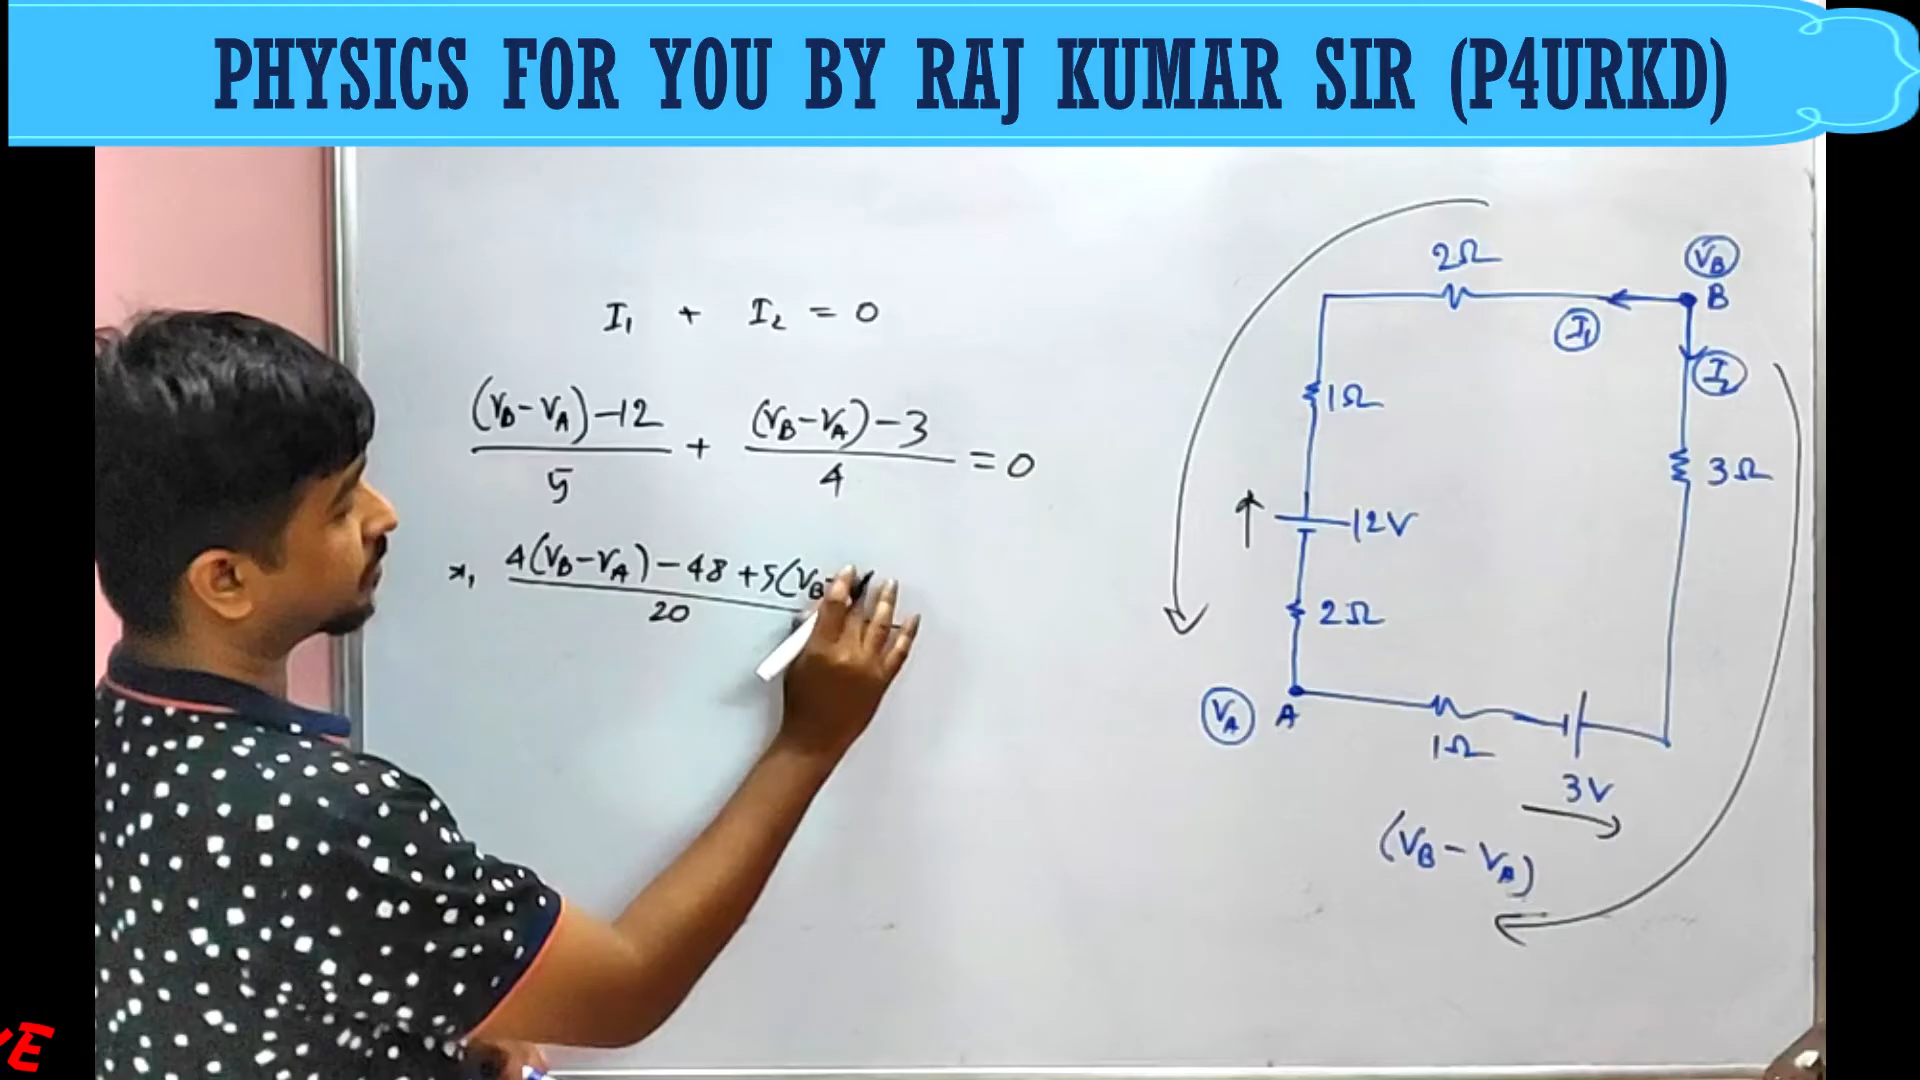 PHYSICS FOR YOU BY RAJ KUMAR SIR (P4URKD)
I₁ + I₂ = 0
(V_B - V_A) - 12 / 5 + (V_B - V_A) - 3 / 4 = 0
4(V_B - V_A) - 48 + 5(V_B -
20
2Ω
V_B
B
I₁
I₂
1Ω
3Ω
12V
2Ω
V_A
A
1Ω
3V
(V_B - V_A)